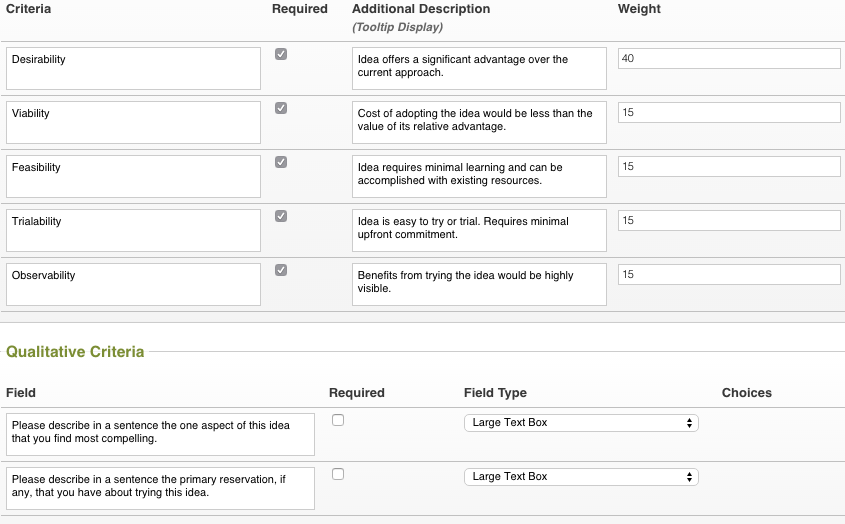 Criteria Required Additional Description Weight
(Tooltip Display)
Desirability Idea offers a significant advantage over the 40
current approach.
Viability Cost of adopting the idea would be less than the 15
value of its relative advantage.
Feasibility Idea requires minimal learning and can be 15
accomplished with existing resources.
Trialability Idea is easy to try or trial. Requires minimal 15
upfront commitment.
Observability Benefits from trying the idea would be highly 15
visible.
Qualitative Criteria
Field Required Field Type Choices
Please describe in a sentence the one aspect of this idea Large Text Box
that you find most compelling.
Please describe in a sentence the primary reservation, if Large Text Box
any, that you have about trying this idea.